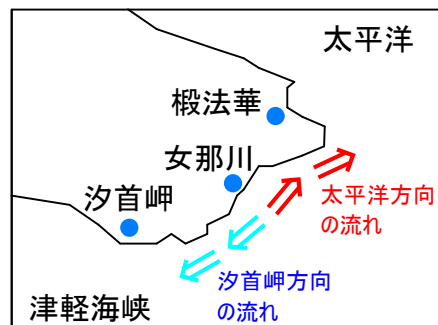 太平洋
椴法華
女那川
汐首岬
太平洋方向
の流れ
汐首岬方向
の流れ
津軽海峡